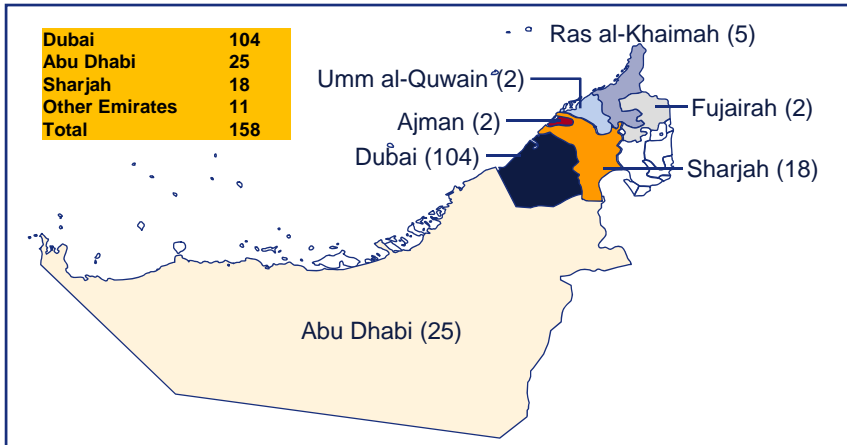 Dubai 104
Abu Dhabi 25
Sharjah 18
Other Emirates 11
Total 158
Ras al-Khaimah (5)
Umm al-Quwain (2)
Fujairah (2)
Ajman (2)
Dubai (104)
Sharjah (18)
Abu Dhabi (25)